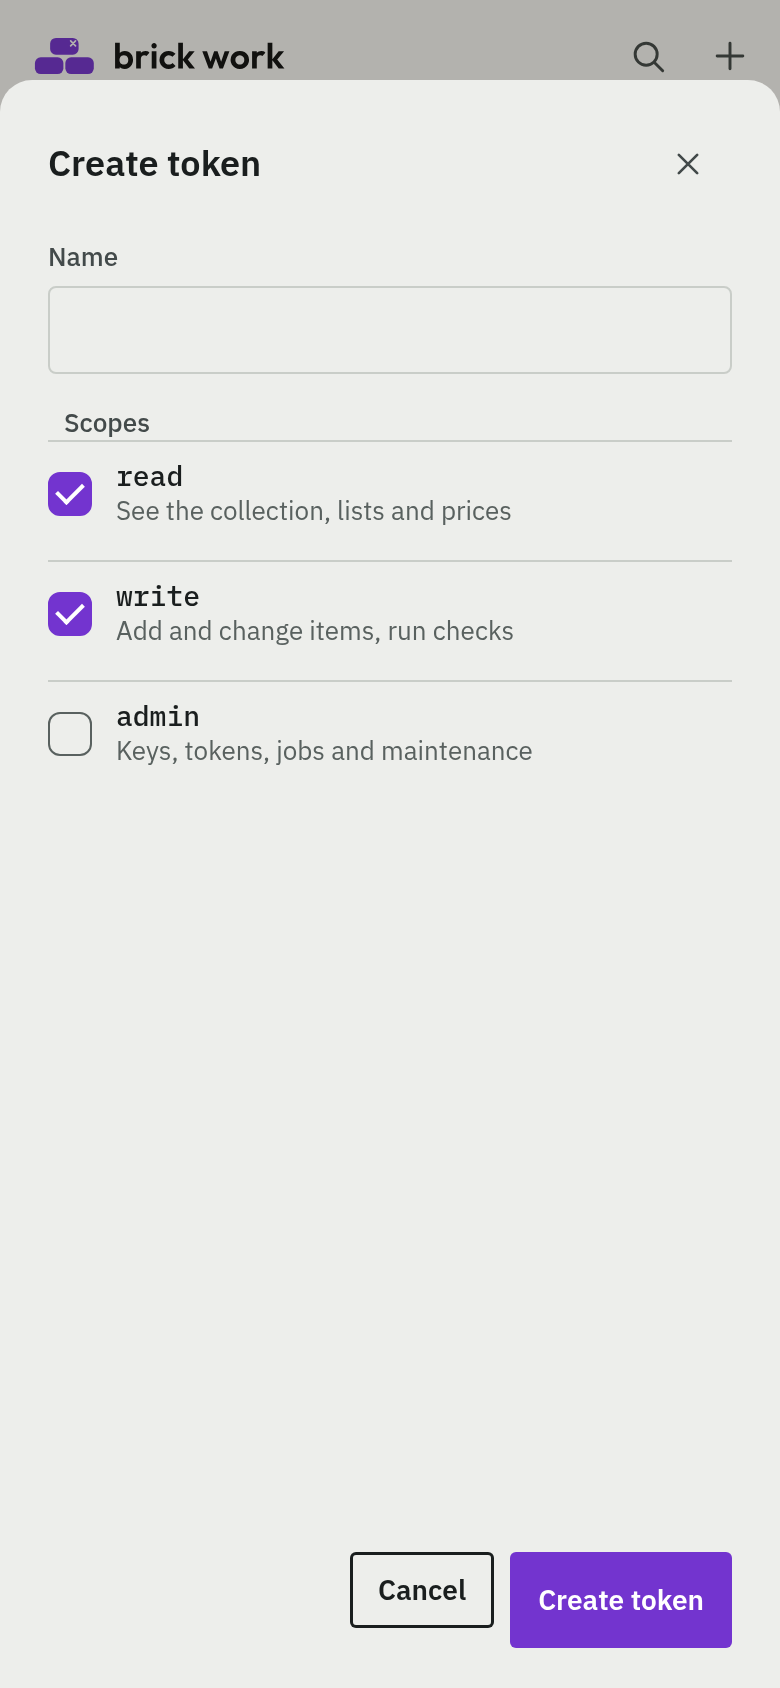 brick work
Create token
Name
Scopes
read
See the collection, lists and prices
write
Add and change items, run checks
admin
Keys, tokens, jobs and maintenance
Cancel
Create token